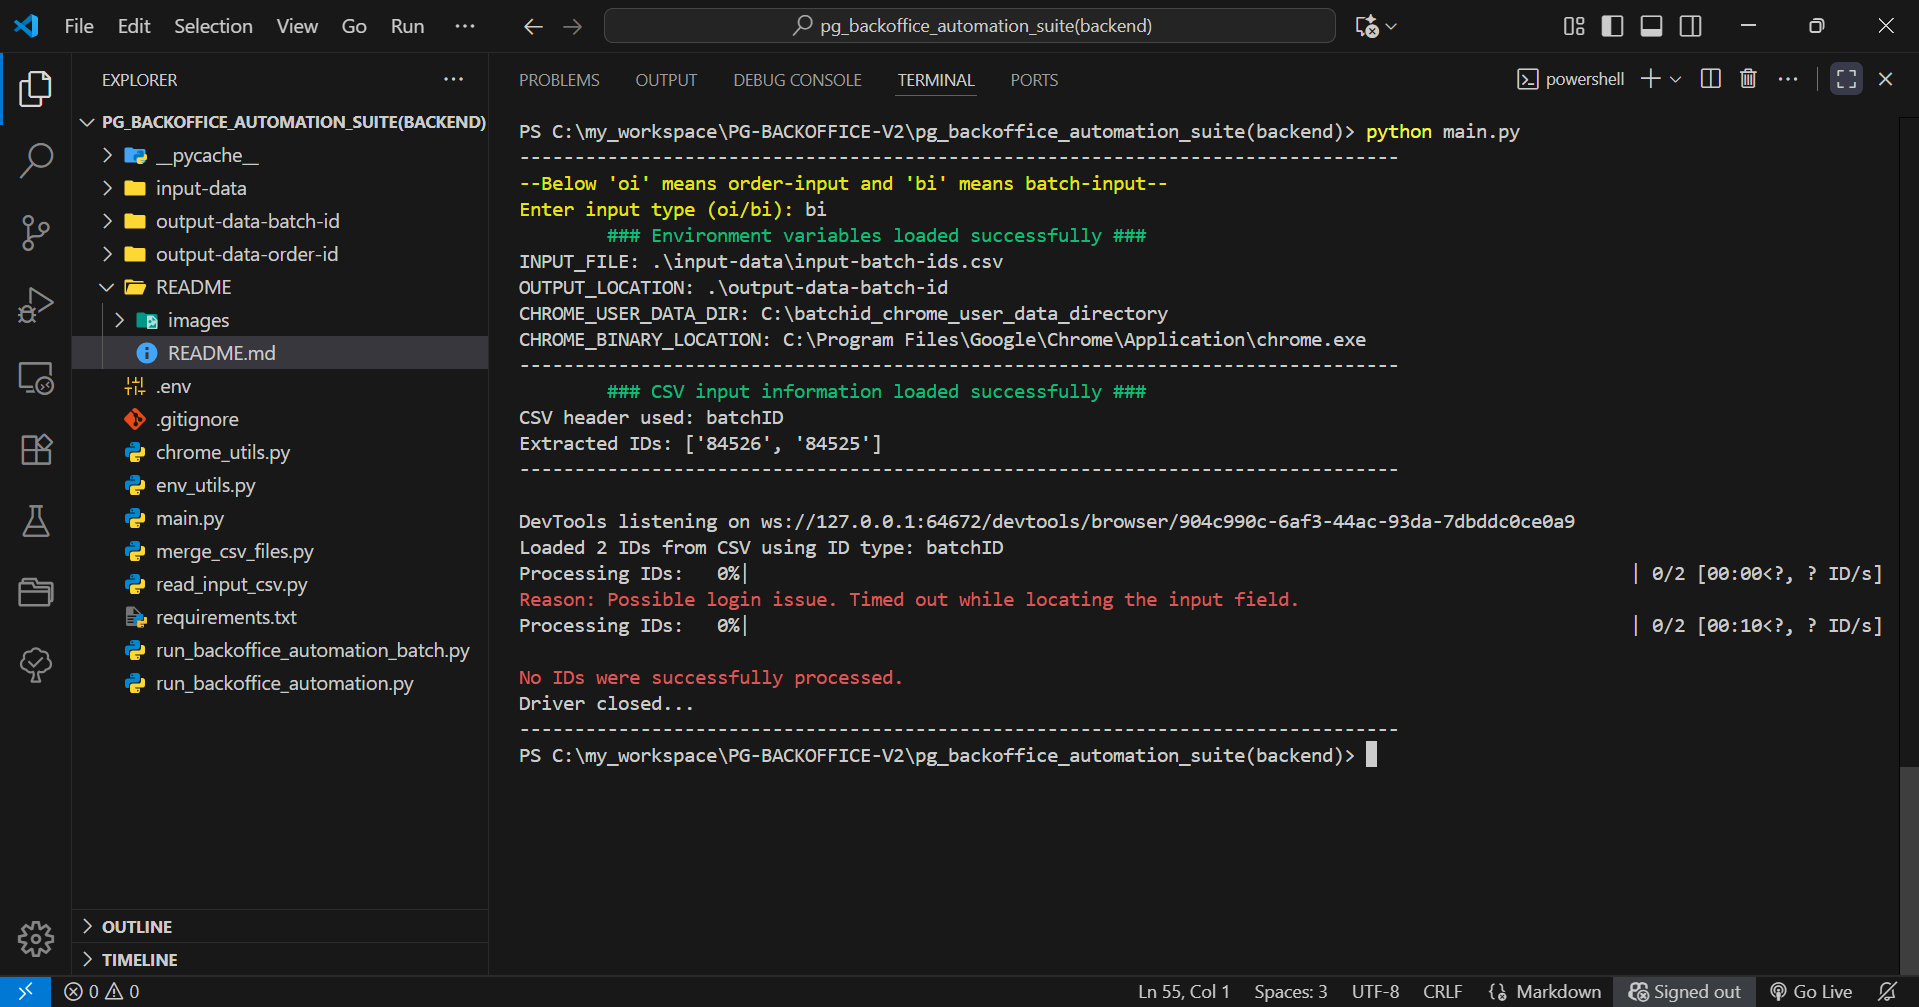 File Edit Selection View Go Run ···
pg_backoffice_automation_suite(backend)
EXPLORER
PG_BACKOFFICE_AUTOMATION_SUITE(BACKEND)
__pycache__
input-data
output-data-batch-id
output-data-order-id
README
images
README.md
.env
.gitignore
chrome_utils.py
env_utils.py
main.py
merge_csv_files.py
read_input_csv.py
requirements.txt
run_backoffice_automation_batch.py
run_backoffice_automation.py
OUTLINE
TIMELINE
PROBLEMS OUTPUT DEBUG CONSOLE TERMINAL PORTS
powershell
PS C:\my_workspace\PG-BACKOFFICE-V2\pg_backoffice_automation_suite(backend)> python main.py
--------------------------------------------------------------------------------
--Below 'oi' means order-input and 'bi' means batch-input--
Enter input type (oi/bi): bi
### Environment variables loaded successfully ###
INPUT_FILE: .\input-data\input-batch-ids.csv
OUTPUT_LOCATION: .\output-data-batch-id
CHROME_USER_DATA_DIR: C:\batchid_chrome_user_data_directory
CHROME_BINARY_LOCATION: C:\Program Files\Google\Chrome\Application\chrome.exe
--------------------------------------------------------------------------------
### CSV input information loaded successfully ###
CSV header used: batchID
Extracted IDs: ['84526', '84525']
--------------------------------------------------------------------------------
DevTools listening on ws://127.0.0.1:64672/devtools/browser/904c990c-6af3-44ac-93da-7dbddc0ce0a9
Loaded 2 IDs from CSV using ID type: batchID
Processing IDs:   0%| | 0/2 [00:00<?, ? ID/s]
Reason: Possible login issue. Timed out while locating the input field.
Processing IDs:   0%| | 0/2 [00:10<?, ? ID/s]
No IDs were successfully processed.
Driver closed...
--------------------------------------------------------------------------------
PS C:\my_workspace\PG-BACKOFFICE-V2\pg_backoffice_automation_suite(backend)>
0 0 Ln 55, Col 1 Spaces: 3 UTF-8 CRLF Markdown Signed out Go Live